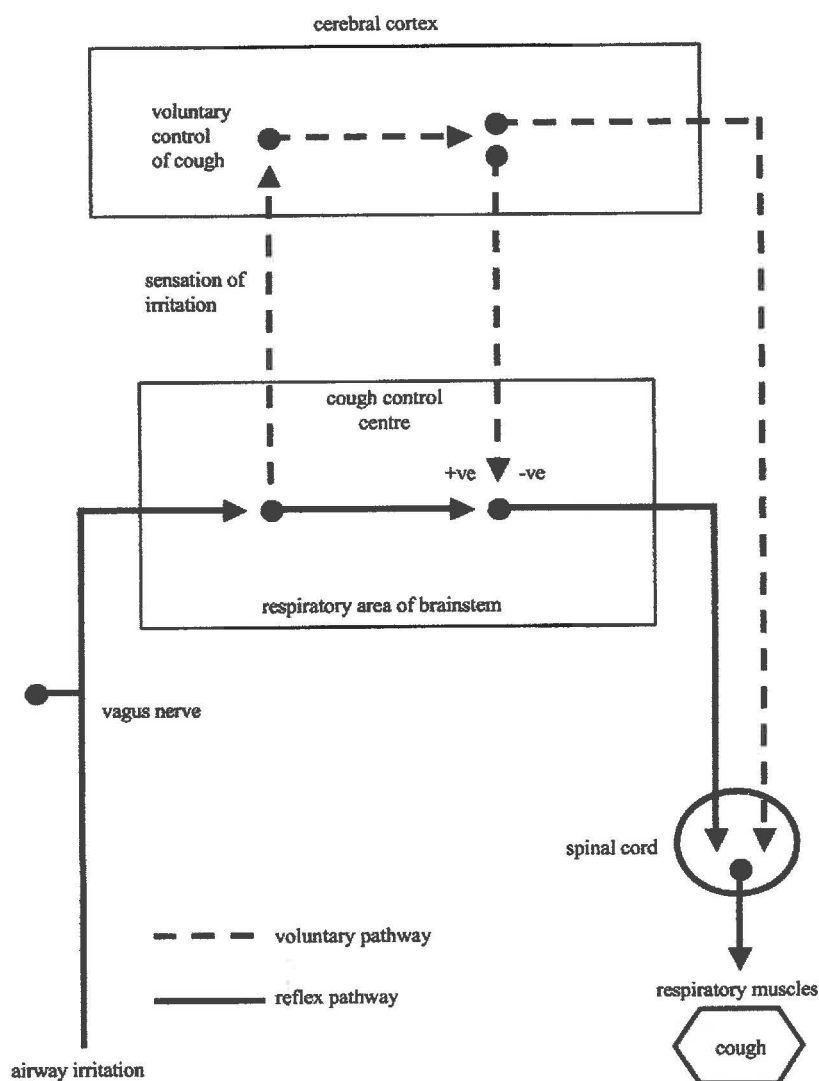 cerebral cortex
voluntary
control
of cough
sensation of
irritation
cough control
centre
+ve -ve
respiratory area of brainstem
vagus nerve
spinal cord
voluntary pathway
respiratory muscles
reflex pathway
cough
airway irritation